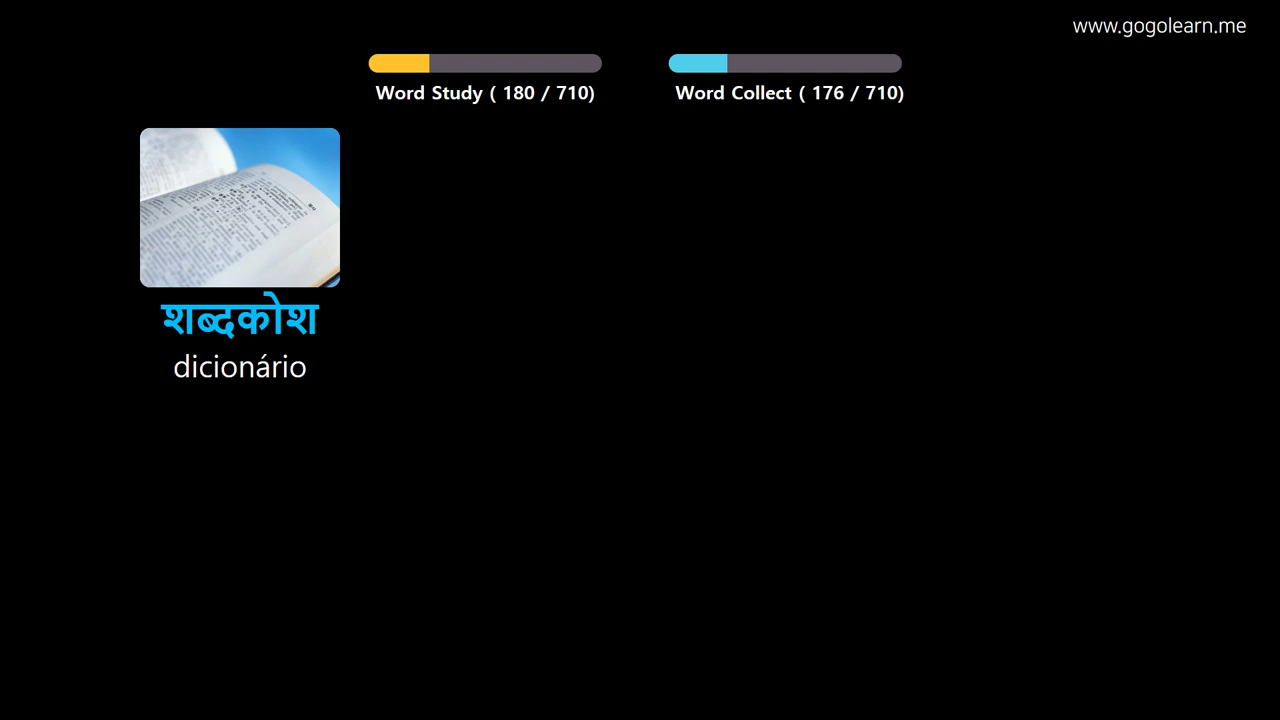 www.gogolearn.me
Word Study ( 180 / 710)
Word Collect ( 176 / 710)
शब्दकोश
dicionário